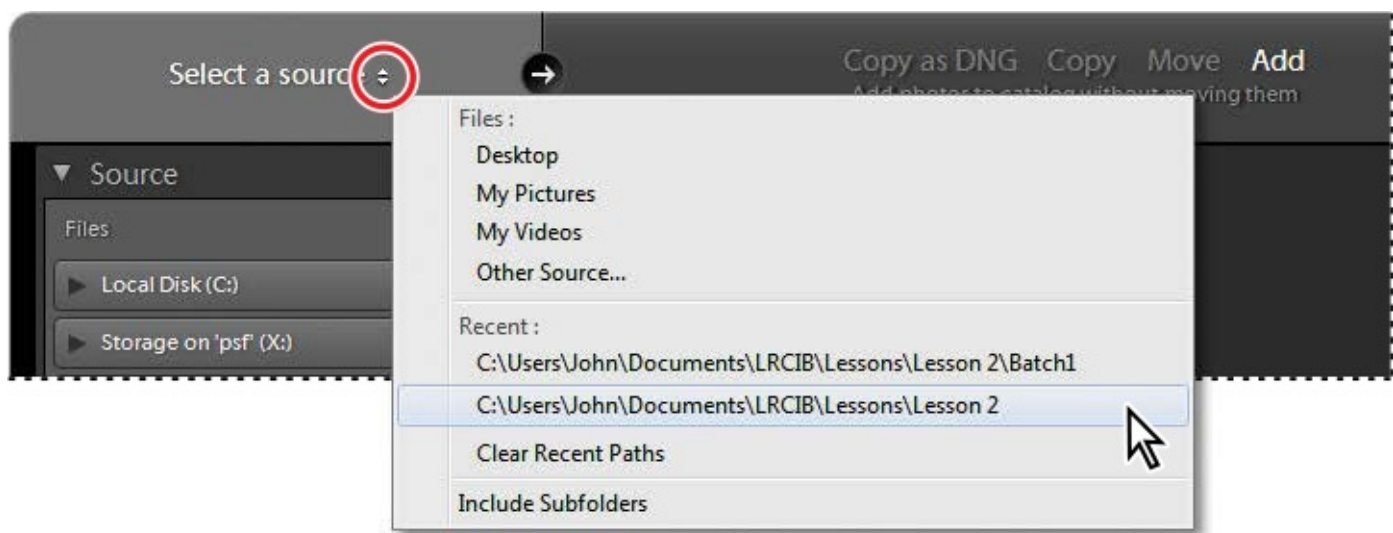 Select a source
Copy as DNG Copy Move Add
Add photos to catalog without moving them
Source
Files
Local Disk (C:)
Storage on 'psf' (X:)
Files :
Desktop
My Pictures
My Videos
Other Source...
Recent :
C:\Users\John\Documents\LRCIB\Lessons\Lesson 2\Batch1
C:\Users\John\Documents\LRCIB\Lessons\Lesson 2
Clear Recent Paths
Include Subfolders